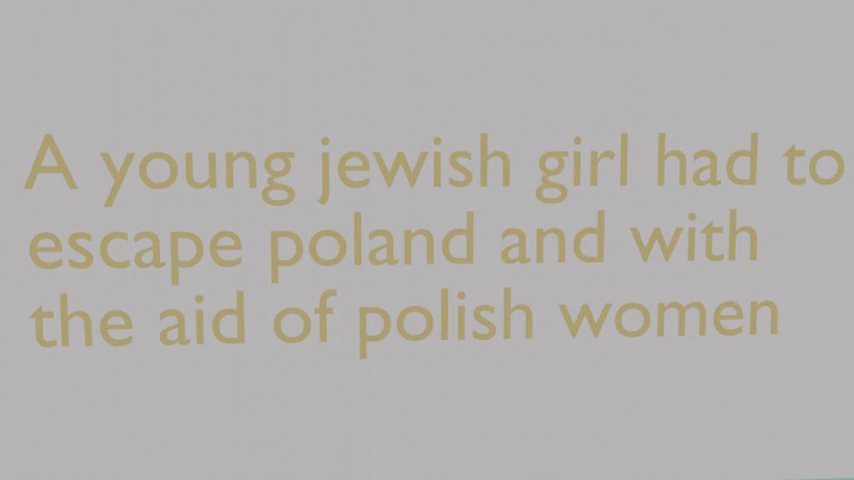 A young jewish girl had to
escape poland and with
the aid of polish women